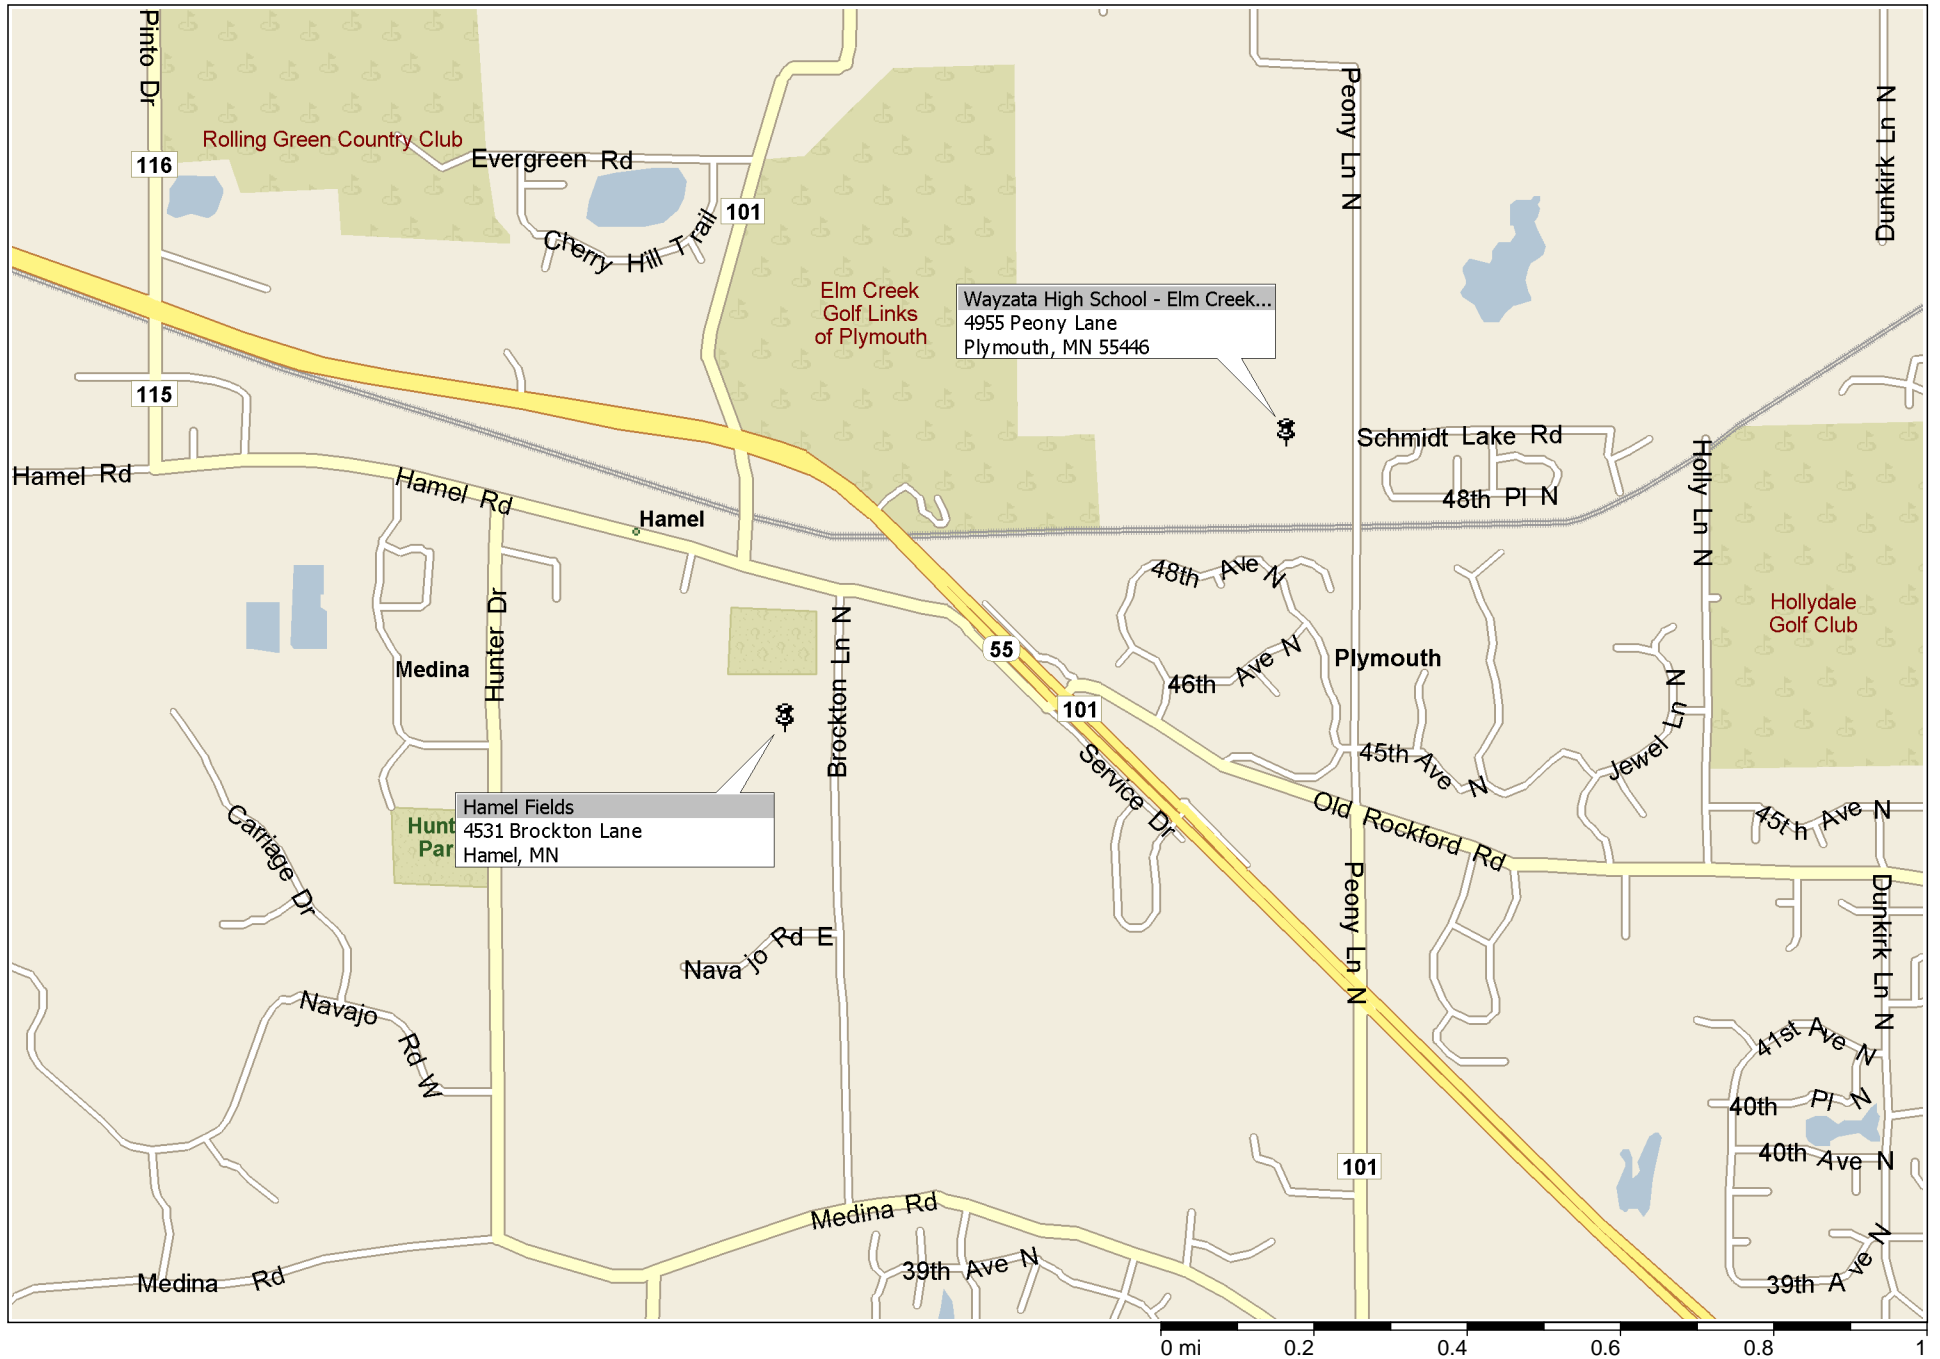 Pinto Dr
Rolling Green Country Club
116
Evergreen Rd
Cherry Hill Trail
101
Peony Ln N
Dunkirk Ln N
Elm Creek
Golf Links
of Plymouth
Wayzata High School - Elm Creek...
4955 Peony Lane
Plymouth, MN 55446
115
Hamel Rd
Hamel Rd
Hamel
Schmidt Lake Rd
48th Pl N
Holly Ln N
48th Ave N
Hollydale
Golf Club
Hunter Dr
Medina
Brockton Ln N
55
46th Ave N
Plymouth
Jewel Ln N
101
Service Dr
45th Ave N
Old Rockford Rd
45th Ave N
Hamel Fields
4531 Brockton Lane
Hamel, MN
Hunt
Par
Carriage Dr
Navajo Rd E
Peony Ln N
Dunkirk Ln N
Navajo Rd W
41st Ave N
40th Pl N
40th Ave N
101
Medina Rd
39th Ave N
39th Ave N
Medina Rd
0 mi 0.2 0.4 0.6 0.8 1